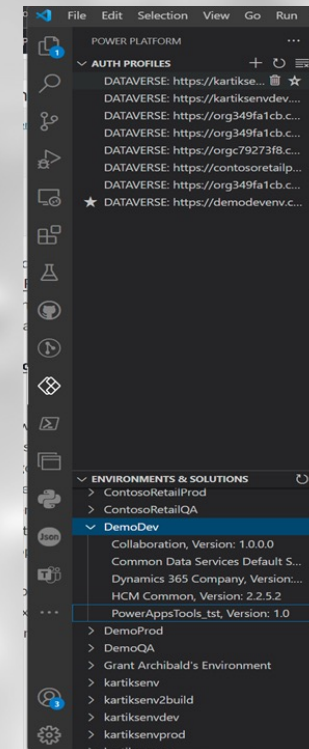 File Edit Selection View Go Run
POWER PLATFORM ...
AUTH PROFILES
DATAVERSE: https://kartikse...
DATAVERSE: https://kartiksenvdev....
DATAVERSE: https://org349fa1cb.c...
DATAVERSE: https://org349fa1cb.c...
DATAVERSE: https://orgc79273f8.c...
DATAVERSE: https://contosoretailp...
DATAVERSE: https://org349fa1cb.c...
DATAVERSE: https://demodevenv.c...
ENVIRONMENTS & SOLUTIONS
ContosoRetailProd
ContosoRetailQA
DemoDev
Collaboration, Version: 1.0.0.0
Common Data Services Default S...
Dynamics 365 Company, Version:...
HCM Common, Version: 2.2.5.2
PowerAppsTools_tst, Version: 1.0
DemoProd
DemoQA
Grant Archibald's Environment
kartiksenv
kartiksenv2build
kartiksenvdev
kartiksenvprod
1
Json
3